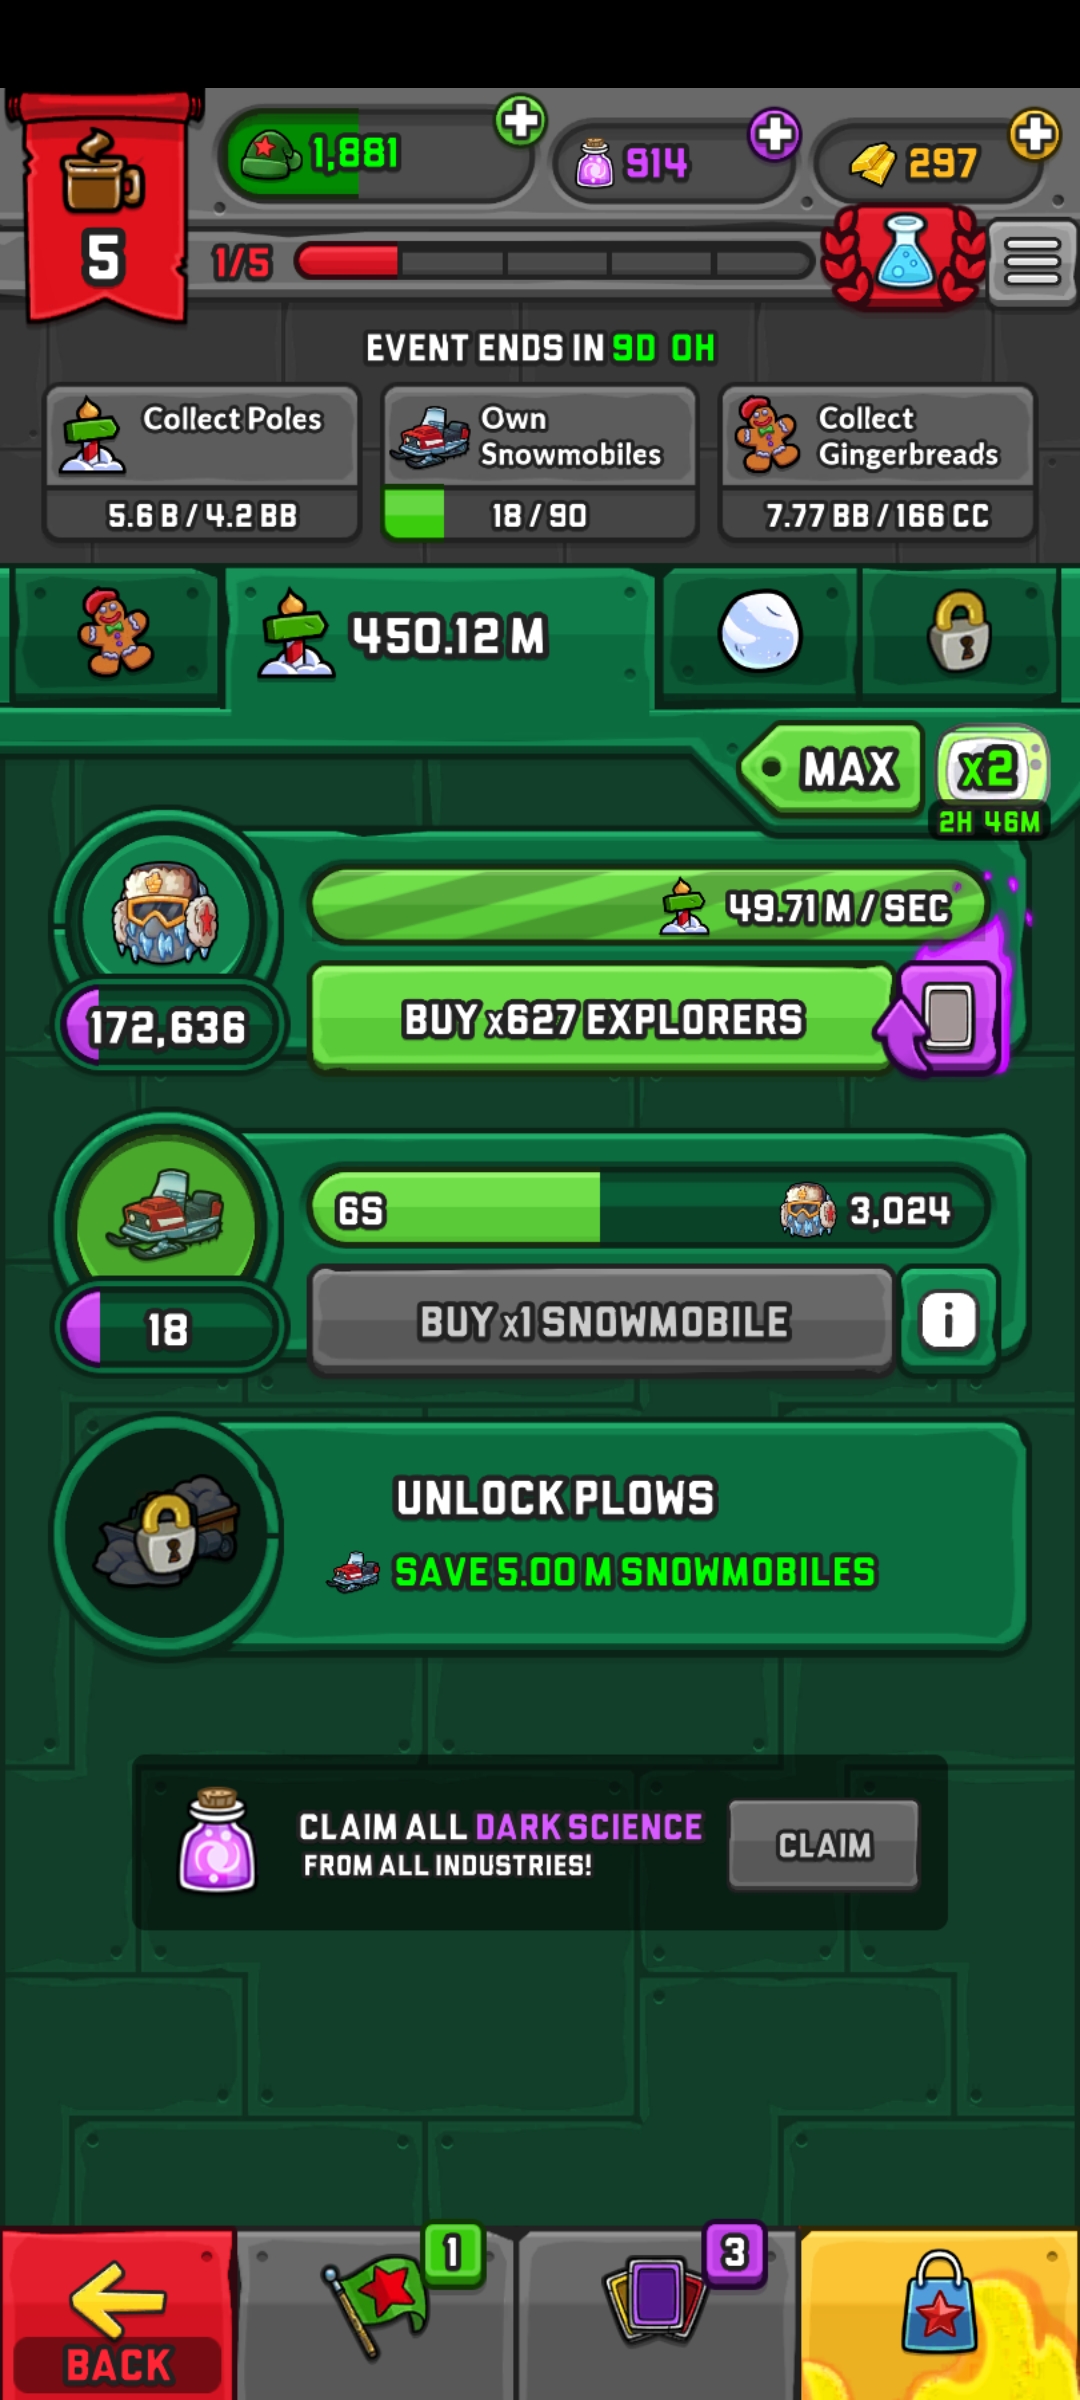 1,881
914
297
5
1/5
EVENT ENDS IN 9D 0H
Collect Poles
Own
Snowmobiles
Collect
Gingerbreads
5.6 B / 4.2 BB
18 / 90
7.77 BB / 166 CC
450.12 M
MAX
x2
2H 46M
49.71 M / SEC
172,636
BUY x627 EXPLORERS
6S
3,024
18
BUY x1 SNOWMOBILE
i
UNLOCK PLOWS
SAVE 5.00 M SNOWMOBILES
CLAIM ALL DARK SCIENCE
FROM ALL INDUSTRIES!
CLAIM
1
3
BACK